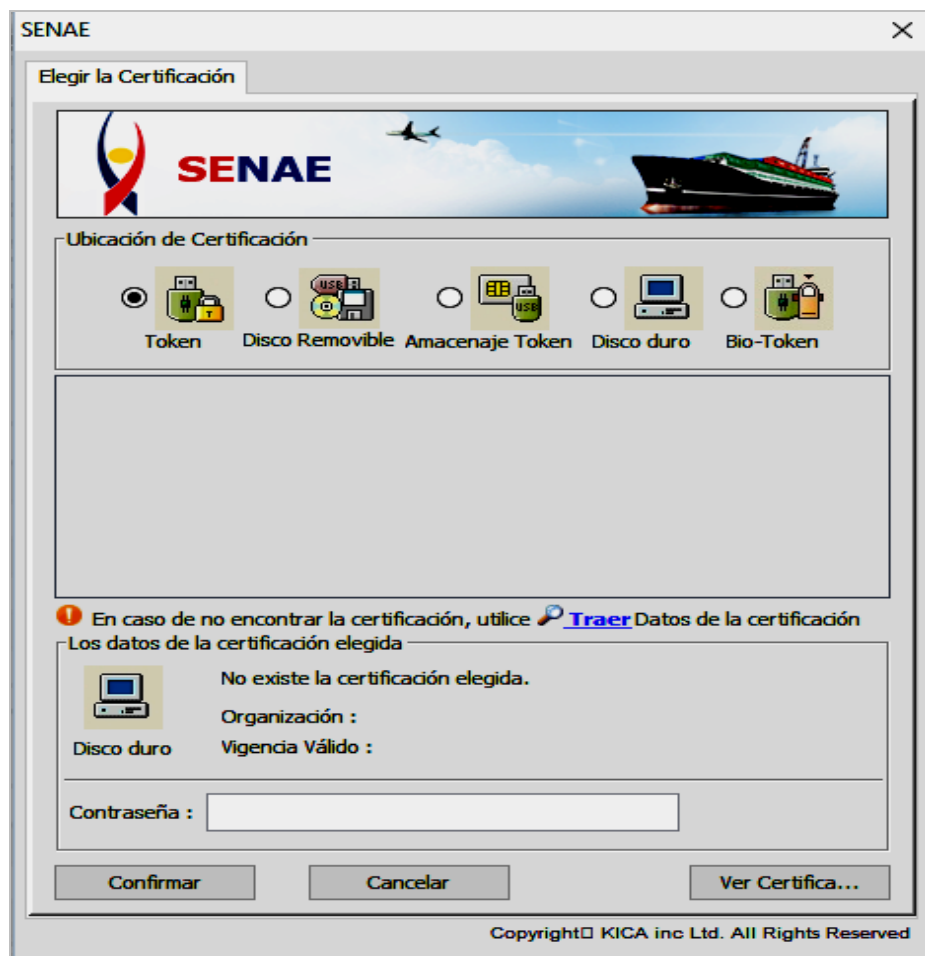 SENAE
Elegir la Certificación
SENAE
Ubicación de Certificación
USB
USB
T
Token
Disco Removible
Amacenaje Token
Disco duro
Bio-Token
En caso de no encontrar la certificación, utilice Traer Datos de la certificación
Los datos de la certificación elegida
No existe la certificación elegida.
Organización :
Disco duro
Vigencia Válido :
Contraseña :
Confirmar
Cancelar
Ver Certifica...
Copyright□ KICA inc Ltd. All Rights Reserved